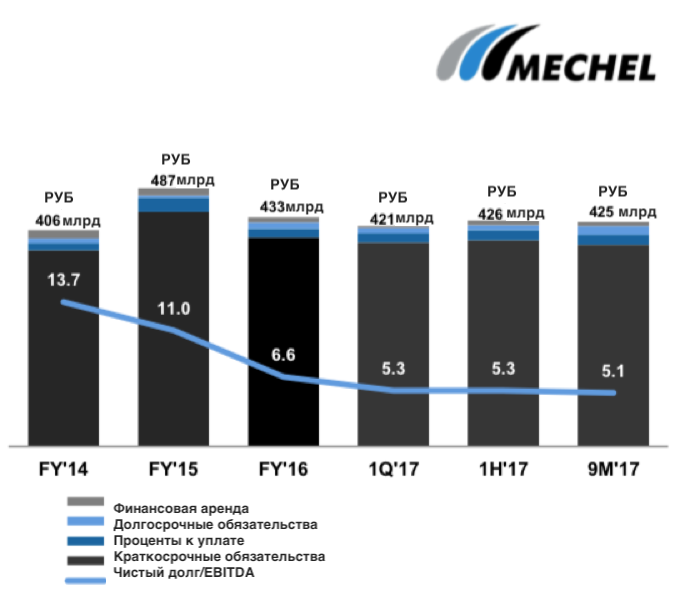 MECHEL
РУБ
406 млрд
РУБ
487млрд
РУБ
433млрд
РУБ
421млрд
РУБ
426 млрд
РУБ
425 млрд
13.7
11.0
6.6
5.3
5.3
5.1
FY'14 FY'15 FY'16 1Q'17 1H'17 9M'17
Финансовая аренда
Долгосрочные обязательства
Проценты к уплате
Краткосрочные обязательства
Чистый долг/EBITDA